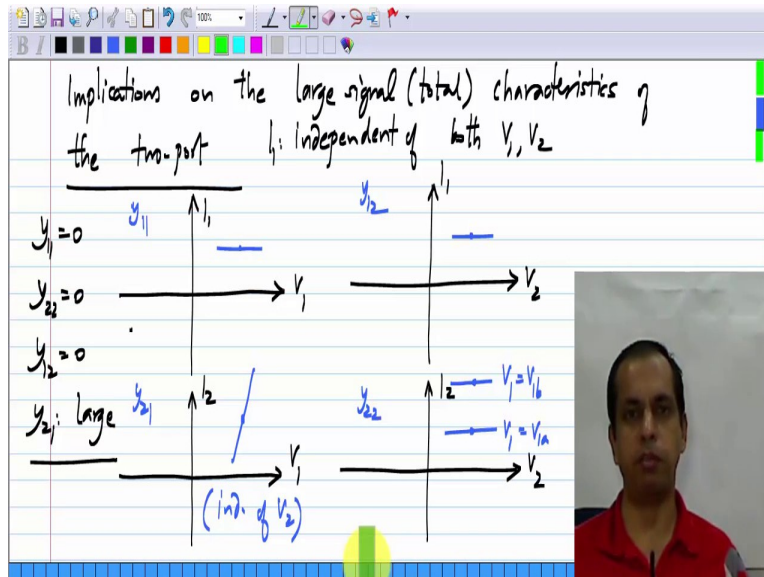 100%
B I
Implications on the large signal (total) characteristics of
the two-port I₁: independent of both V₁, V₂
y₁₁ = 0
y₂₂ = 0
y₁₂ = 0
y₂₁: large
y₁₁ I₁ V₁
y₁₂ I₁ V₂
y₂₁ I₂ V₁
(ind. of V₂)
y₂₂ I₂ V₁ = V₁b
V₁ = V₁a
V₂